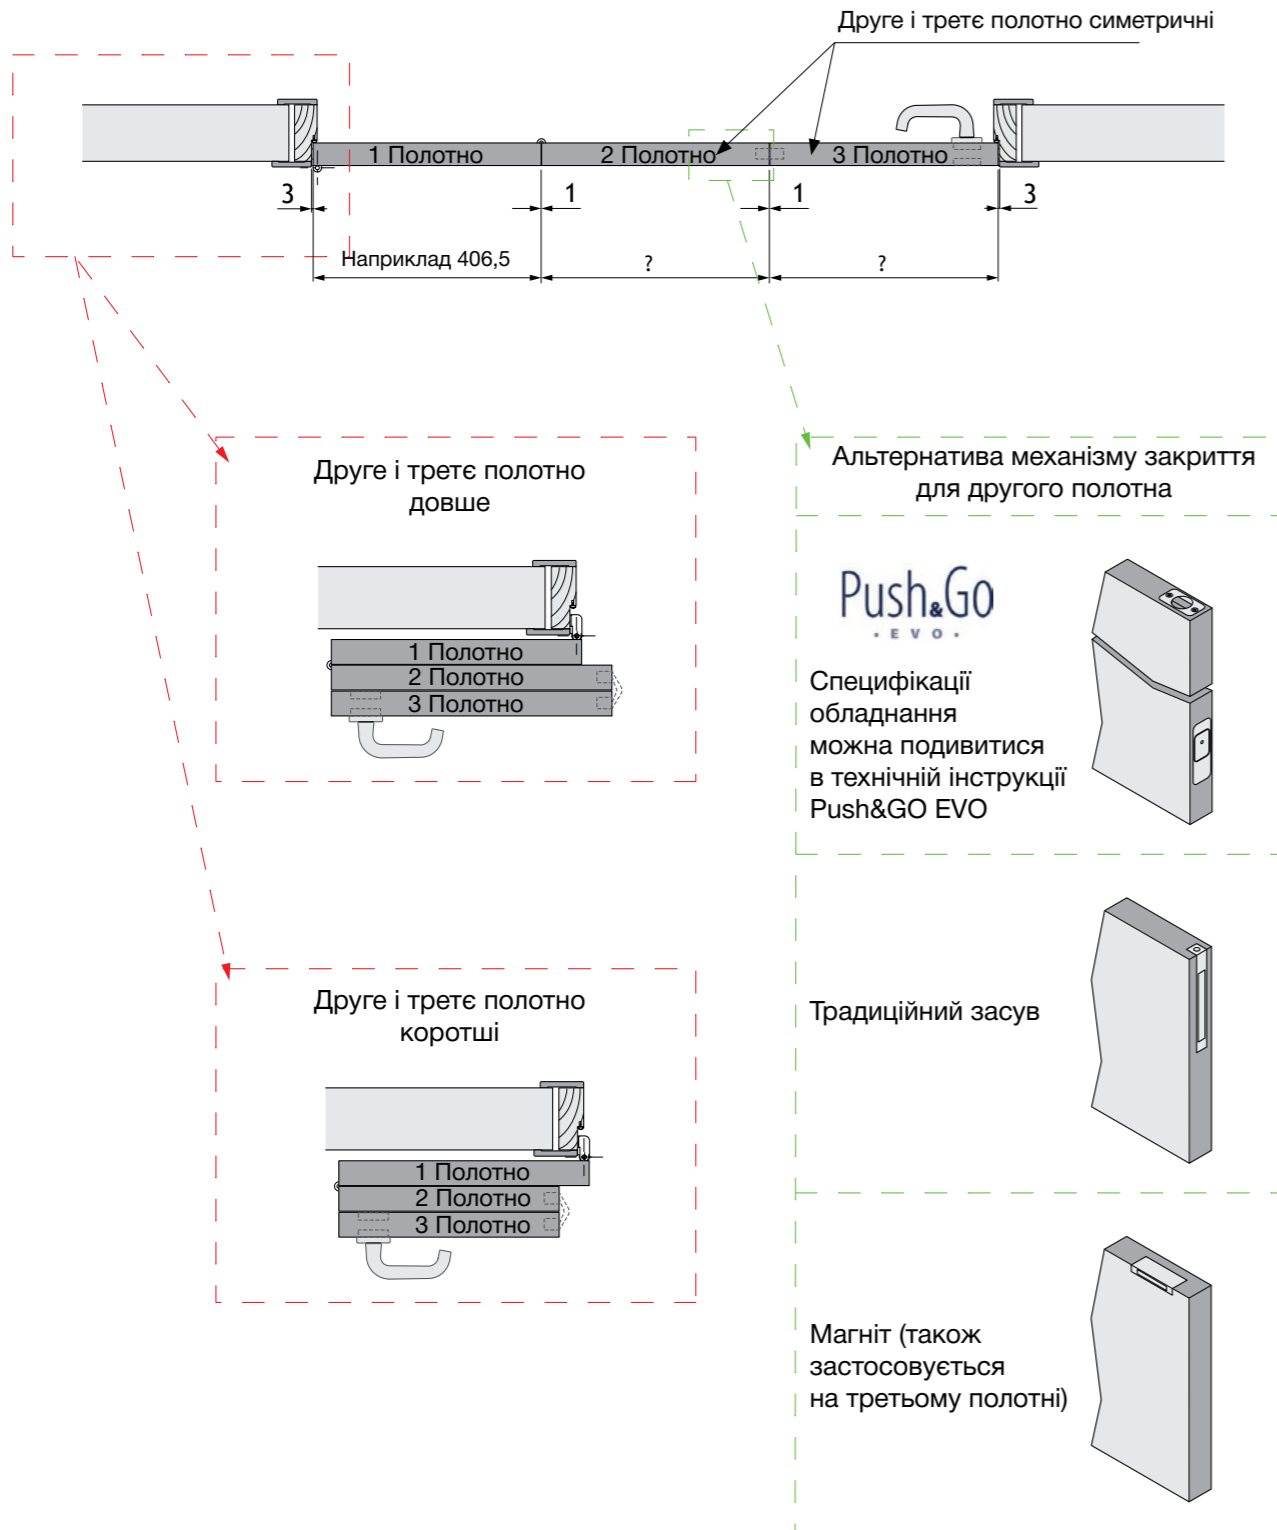 Друге і третє полотно симетричні
1 Полотно
2 Полотно
3 Полотно
3
1
1
3
Наприклад 406,5
?
?
Друге і третє полотно
довше
1 Полотно
2 Полотно
3 Полотно
Друге і третє полотно
коротші
1 Полотно
2 Полотно
3 Полотно
Альтернатива механізму закриття
для другого полотна
Push&Go
· EVO ·
Специфікації
обладнання
можна подивитися
в технічній інструкції
Push&GO EVO
Традиційний засув
Магніт (також
застосовується
на третьому полотні)